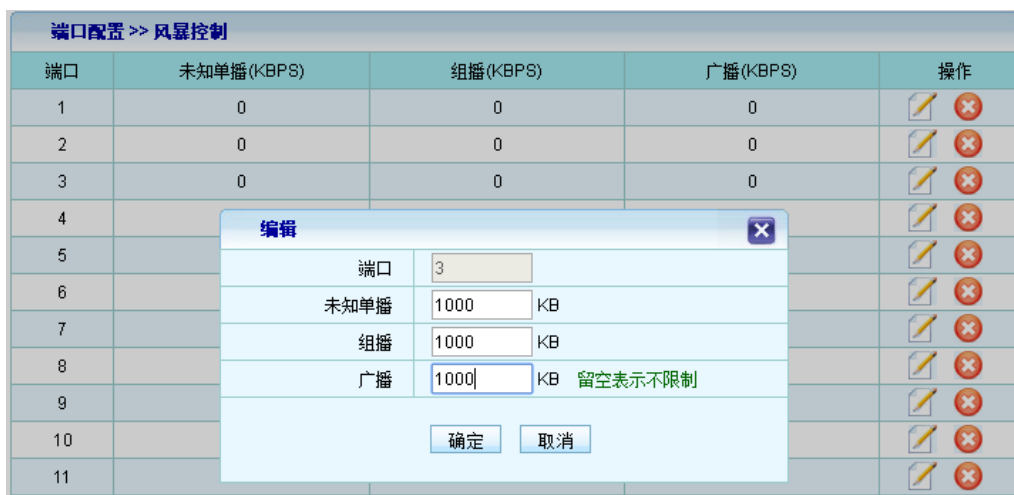 端口配置 >> 风暴控制
端口 未知单播(KBPS) 组播(KBPS) 广播(KBPS) 操作
1 0 0 0
2 0 0 0
3 0 0 0
4
编辑
5
端口 3
6
未知单播 1000 KB
7
组播 1000 KB
8
广播 1000 KB 留空表示不限制
9
10
确定 取消
11